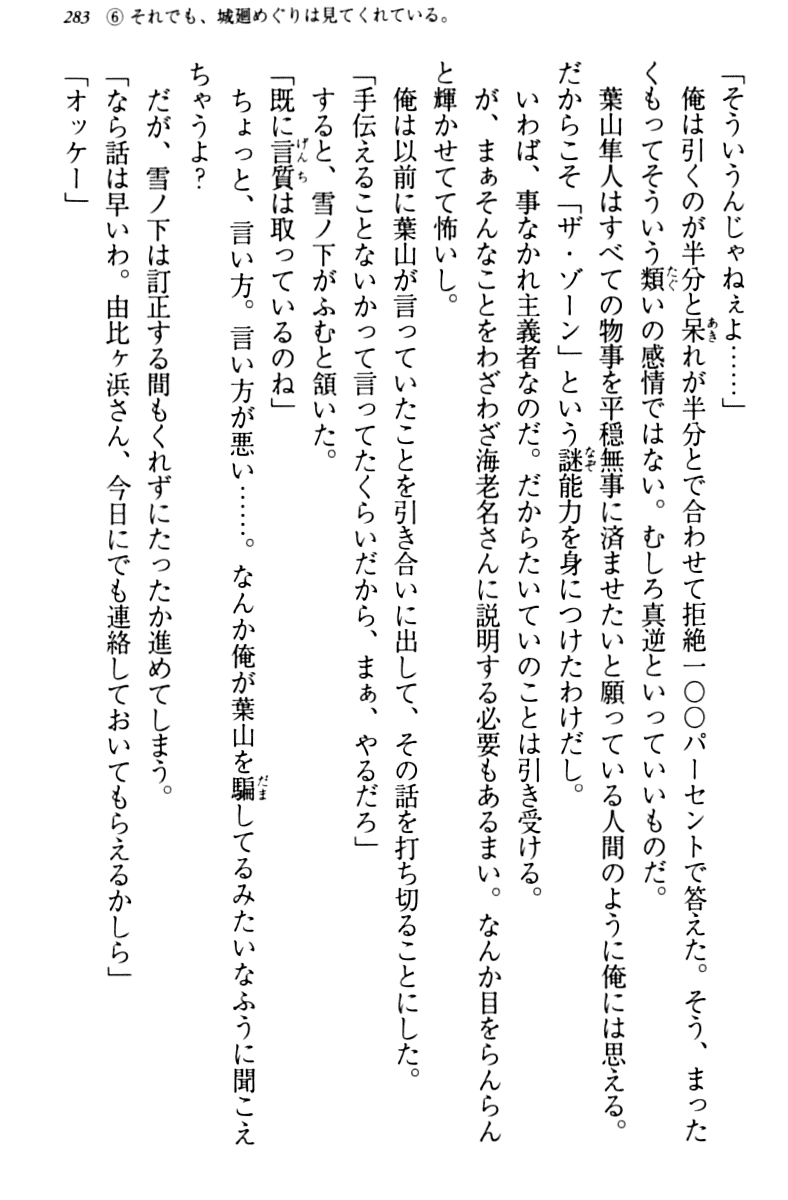 283 ⑥ それでも、城廻めぐりは見てくれている。
「そういうんじゃねぇよ……」
　俺は引くのが半分と呆れが半分とで合わせて拒絶一〇〇パーセントで答えた。そう、まった
くもってそういう類いの感情ではない。むしろ真逆といっていいものだ。
　葉山隼人はすべての物事を平穏無事に済ませたいと願っている人間のように俺には思える。
だからこそ「ザ・ゾーン」という謎能力を身につけたわけだし。
　いわば、事なかれ主義者なのだ。だからたいていのことは引き受ける。
　が、まぁそんなことをわざわざ海老名さんに説明する必要もあるまい。なんか目をらんらん
と輝かせてて怖いし。
　俺は以前に葉山が言っていたことを引き合いに出して、その話を打ち切ることにした。
「手伝えることないかって言ってたくらいだから、まぁ、やるだろ」
　すると、雪ノ下がふむと頷いた。
「既に言質は取っているのね」
　ちょっと、言い方。言い方が悪い……。なんか俺が葉山を騙してるみたいなふうに聞こえ
ちゃうよ？
　だが、雪ノ下は訂正する間もくれずにたったか進めてしまう。
「なら話は早いわ。由比ヶ浜さん、今日にでも連絡しておいてもらえるかしら」
「オッケー」